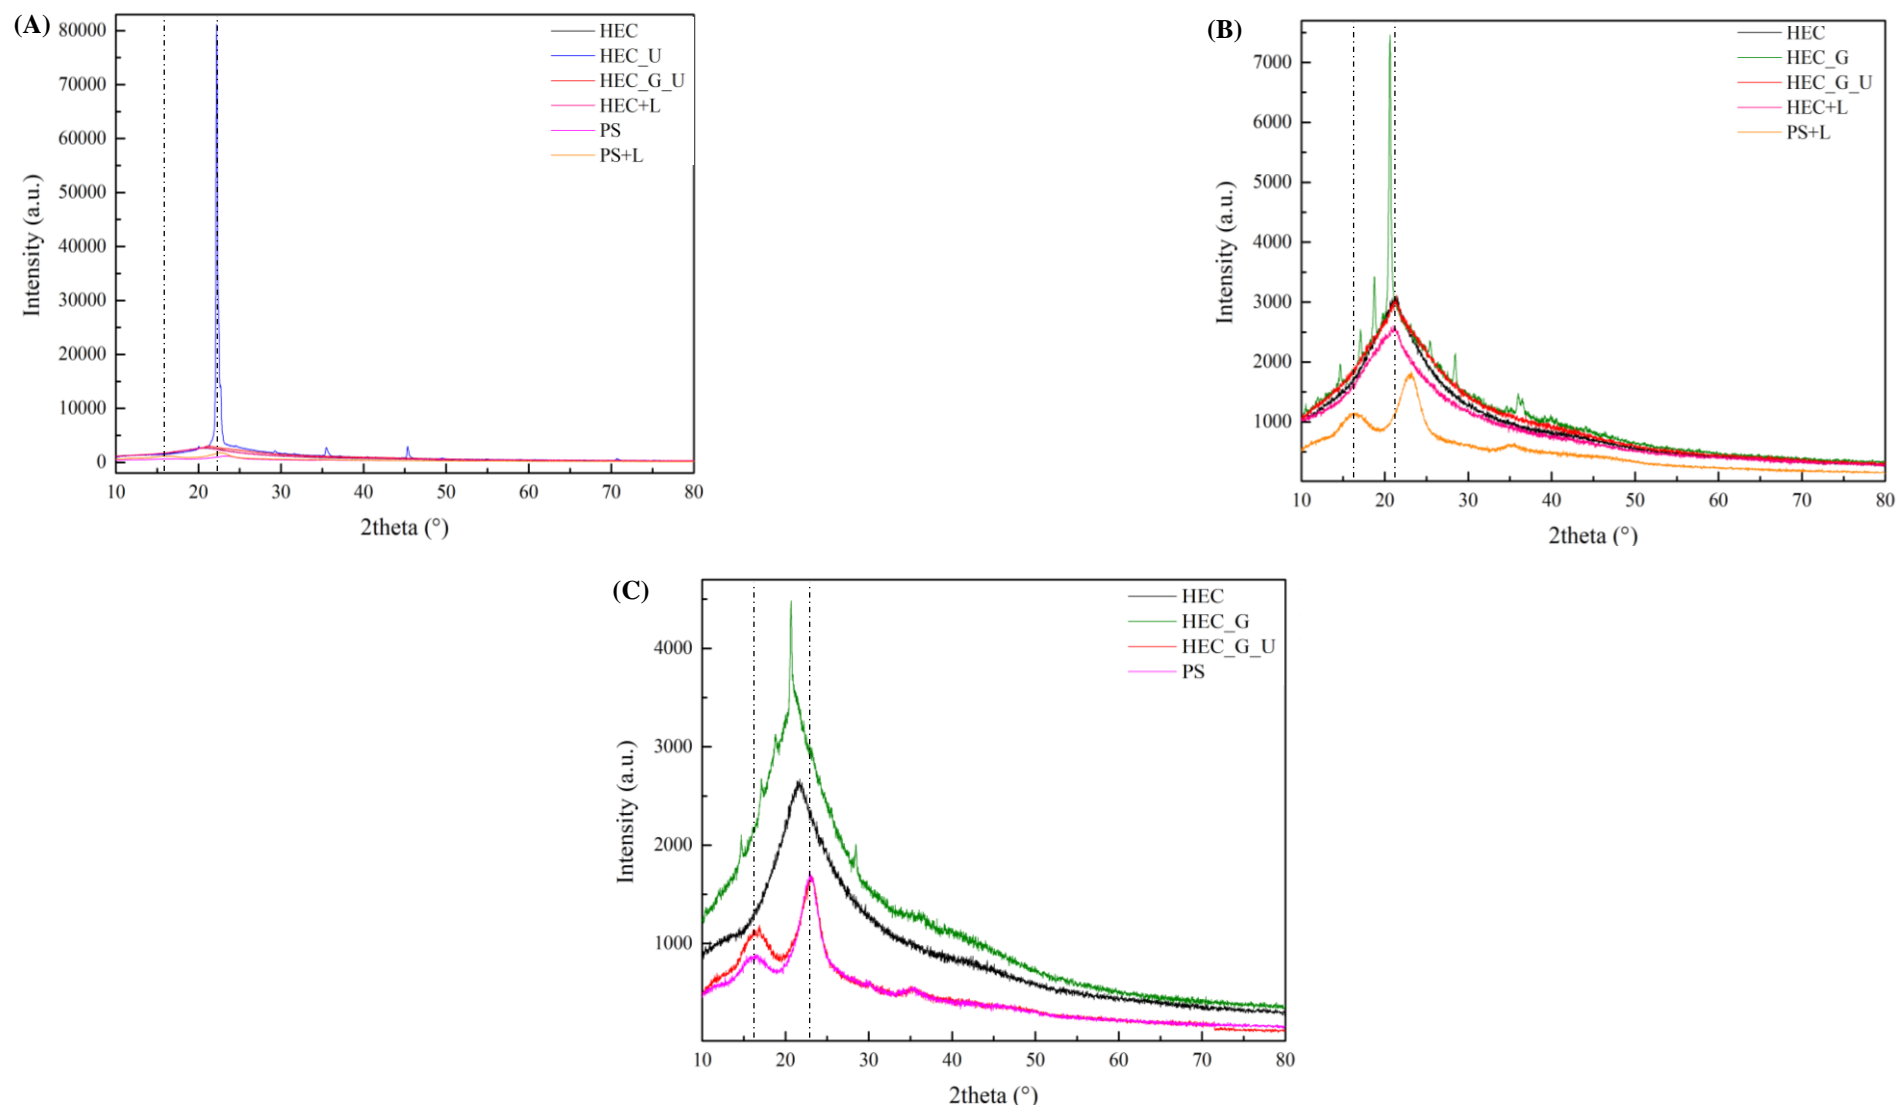 (A)
80000
70000
60000
50000
40000
30000
20000
10000
0
Intensity (a.u.)
HEC
HEC_U
HEC_G_U
HEC+L
PS
PS+L
10 20 30 40 50 60 70 80
2theta (°)
(B)
7000
6000
5000
4000
3000
2000
1000
Intensity (a.u.)
HEC
HEC_G
HEC_G_U
HEC+L
PS+L
10 20 30 40 50 60 70 80
2theta (°)
(C)
4000
3000
2000
1000
Intensity (a.u.)
HEC
HEC_G
HEC_G_U
PS
10 20 30 40 50 60 70 80
2theta (°)